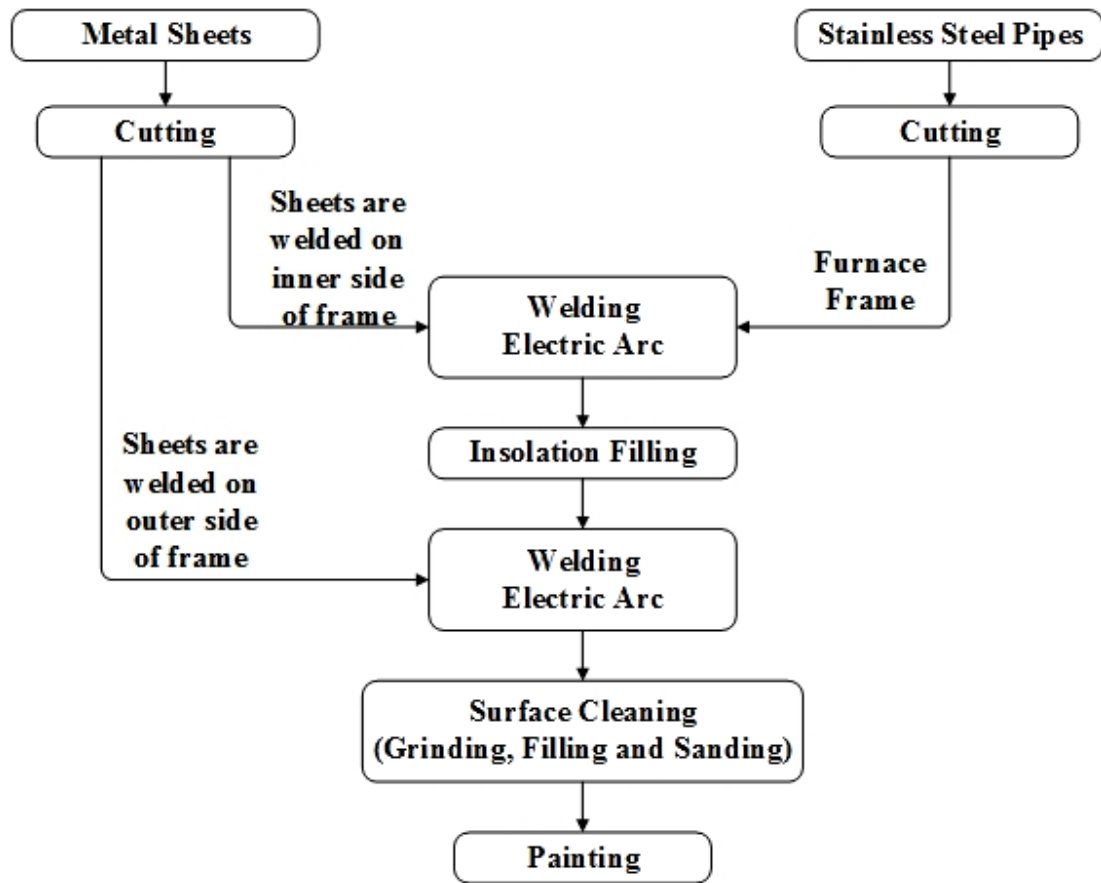 Metal Sheets
Stainless Steel Pipes
Cutting
Cutting
Sheets are
welded on
inner side
of frame
Furnace
Frame
Welding
Electric Arc
Insolation Filling
Sheets are
welded on
outer side
of frame
Welding
Electric Arc
Surface Cleaning
(Grinding, Filling and Sanding)
Painting